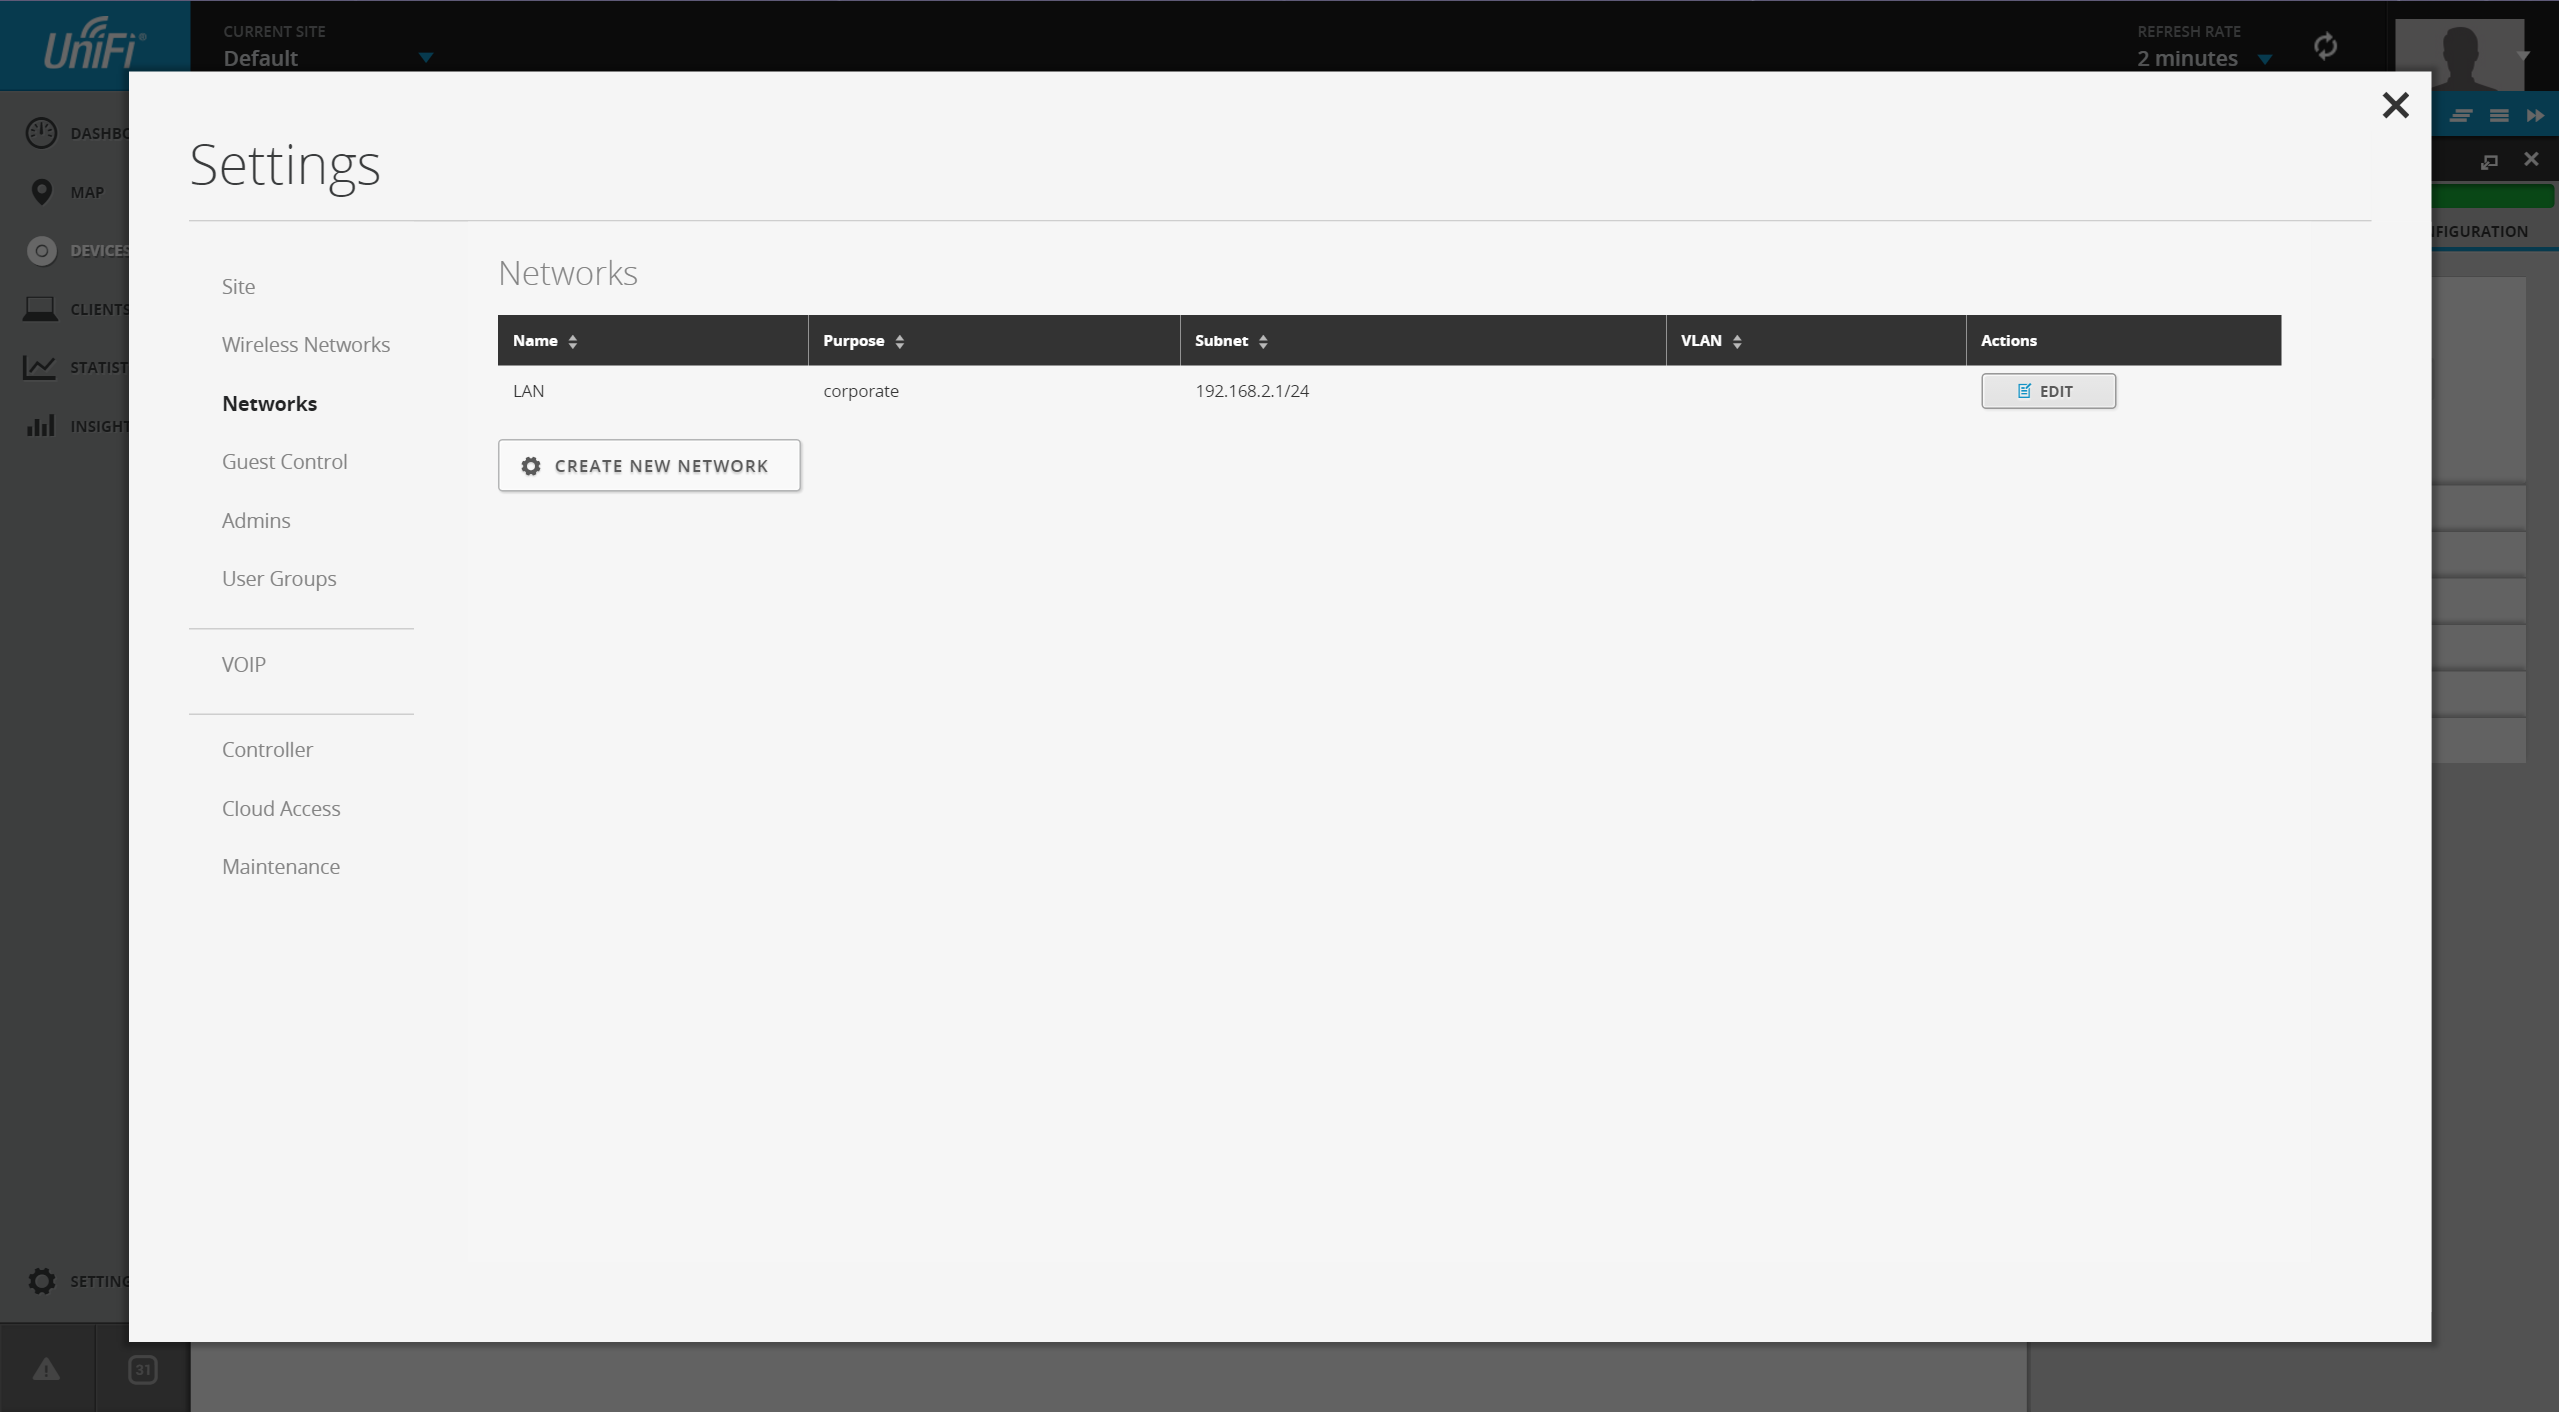 UniFi®
CURRENT SITE
Default
REFRESH RATE
2 minutes
DASHBO
MAP
DEVICES
CLIENTS
STATIST
INSIGHT
SETTING
31
NFIGURATION
Settings
Site
Wireless Networks
Networks
Guest Control
Admins
User Groups
VOIP
Controller
Cloud Access
Maintenance
Networks
Name Purpose Subnet VLAN Actions
LAN corporate 192.168.2.1/24 EDIT
CREATE NEW NETWORK